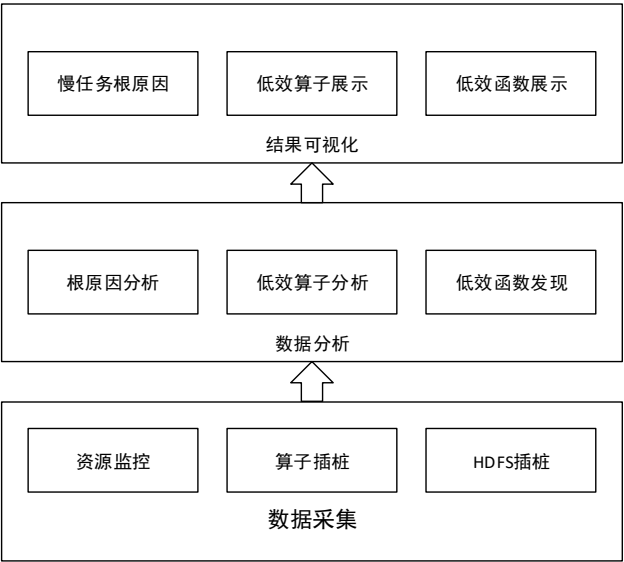 慢任务根原因
低效算子展示
低效函数展示
结果可视化
根原因分析
低效算子分析
低效函数发现
数据分析
资源监控
算子插桩
HDFS插桩
数据采集